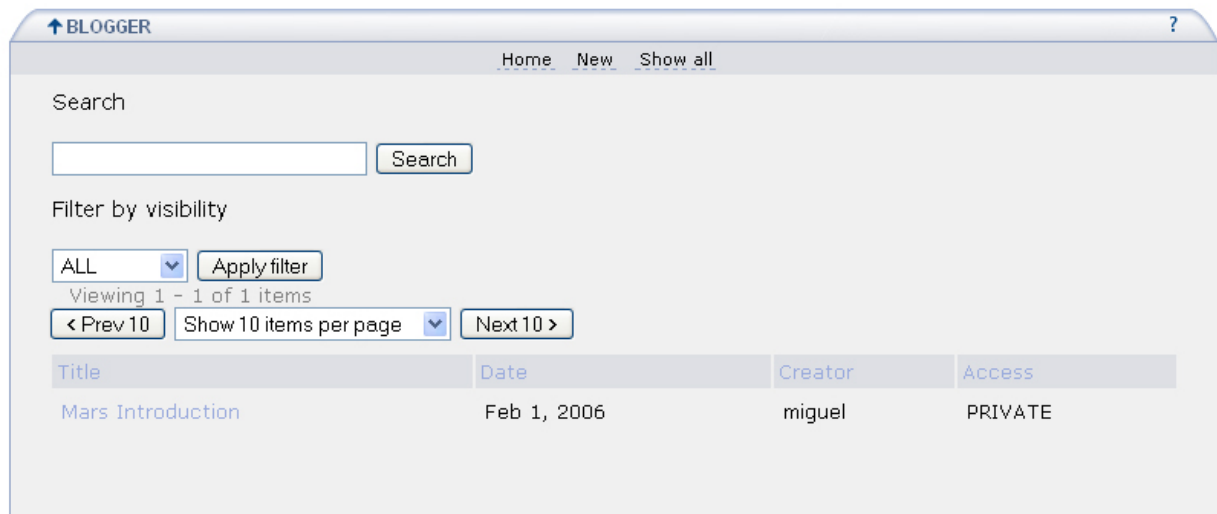 BLOGGER ?
Home New Show all
Search
Search
Filter by visibility
ALL Apply filter
Viewing 1 - 1 of 1 items
< Prev 10 Show 10 items per page Next 10 >
Title Date Creator Access
Mars Introduction Feb 1, 2006 miguel PRIVATE